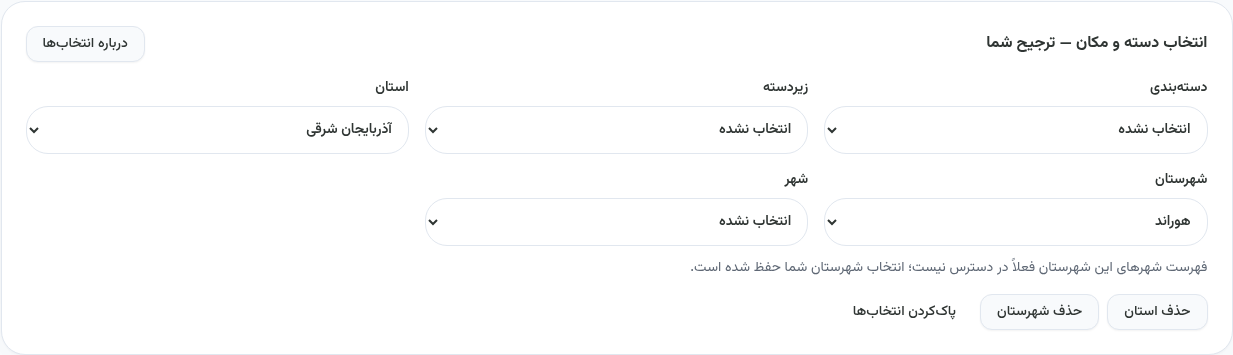 انتخاب دسته و مکان – ترجیح شما
درباره انتخاب‌ها
دسته‌بندی
زیردسته
استان
انتخاب نشده
انتخاب نشده
آذربایجان شرقی
شهرستان
شهر
هوراند
انتخاب نشده
فهرست شهرهای این شهرستان فعلاً در دسترس نیست؛ انتخاب شهرستان شما حفظ شده است.
حذف استان
حذف شهرستان
پاک‌کردن انتخاب‌ها